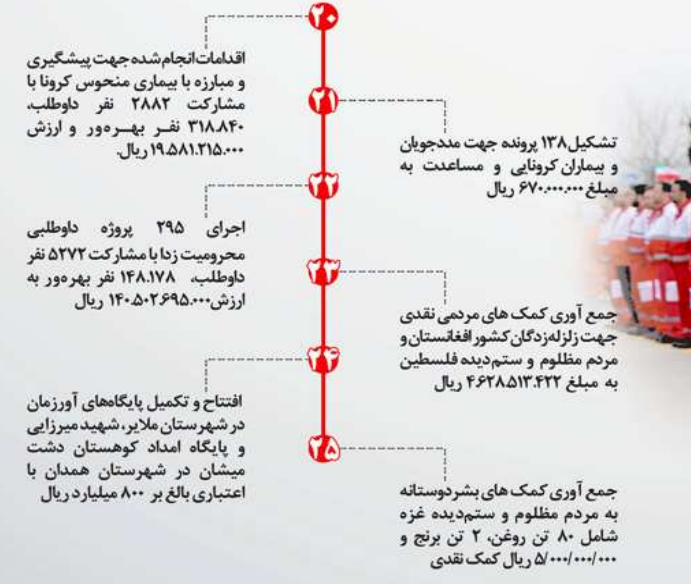 ۲۰
اقدامات انجام شده جهت پیشگیری
و مبارزه با بیماری منحوس کرونا با
مشارکت ۲۸۸۲ نفر داوطلب،
۳۱۸.۸۴۰ نفـر بهـــره‌ور و ارزش
۱۹.۵۸۱.۲۱۵.۰۰۰ ریال.
۲۱
تشکیل ۱۳۸ پرونده جهت مددجویان
و بیماران کرونایی و مساعدت به
مبلغ ۶۷۰.۰۰۰.۰۰۰ ریال
۲۲
اجرای ۲۹۵ پروژه داوطلبی
محرومیت زدا با مشارکت ۵۲۷۲ نفر
داوطلب، ۱۴۸.۱۷۸ نفر بهره‌ور به
ارزش ۱۴۰.۵۰۲.۶۹۵.۰۰۰ ریال
۲۳
جمع آوری کمک های مردمی نقدی
جهت زلزله‌زدگان کشور افغانستان و
مردم مظلوم و ستم‌دیده فلسطین
به مبلغ ۴.۶۲۸.۵۱۳.۴۲۲ ریال
۲۴
افتتاح و تکمیل پایگاه‌های آورزمان
در شهرستان ملایر، شهید میرزایی
و پایگاه امداد کوهستان دشت
میشان در شهرستان همدان با
اعتباری بالغ بر ۸۰۰ میلیارد ریال
۲۵
جمع آوری کمک های بشردوستانه
به مردم مظلوم و ستم‌دیده غزه
شامل ۸۰ تن روغن، ۲ تن برنج و
۵/۰۰۰/۰۰۰/۰۰۰ ریال کمک نقدی